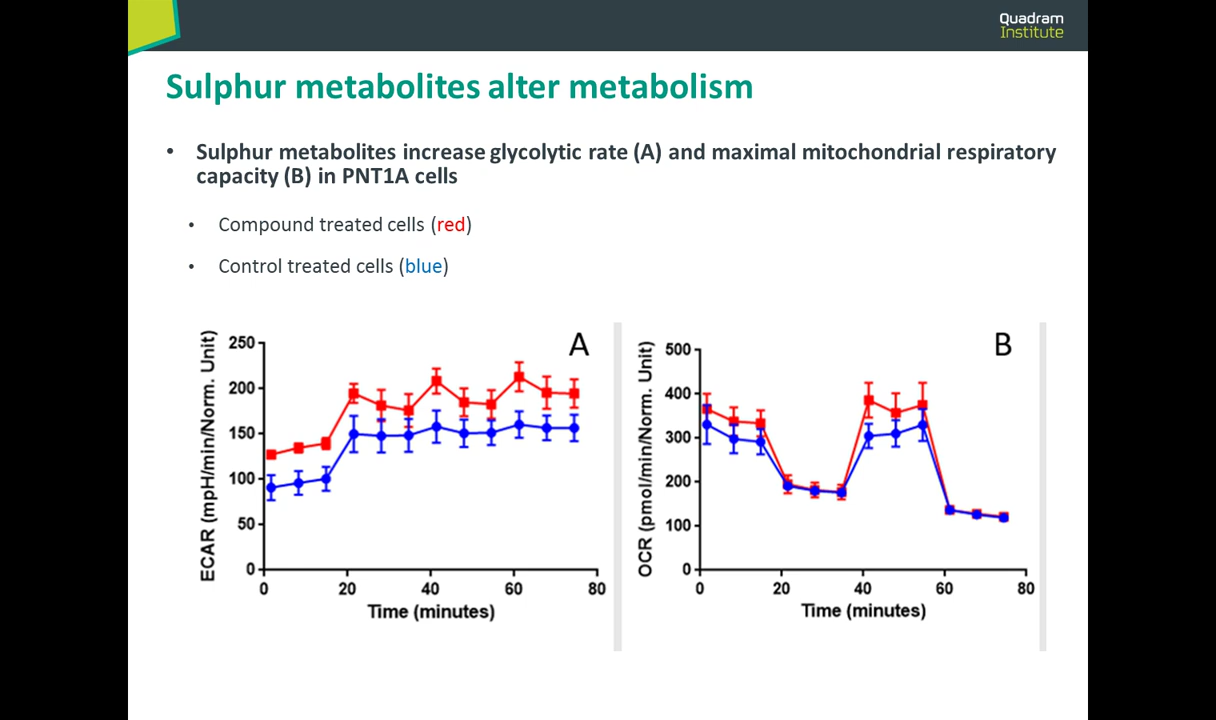 Quadram
Institute
Sulphur metabolites alter metabolism
• Sulphur metabolites increase glycolytic rate (A) and maximal mitochondrial respiratory
capacity (B) in PNT1A cells
• Compound treated cells (red)
• Control treated cells (blue)
A
ECAR (mpH/min/Norm. Unit)
250
200
150
100
50
0
0 20 40 60 80
Time (minutes)
B
OCR (pmol/min/Norm. Unit)
500
400
300
200
100
0
0 20 40 60 80
Time (minutes)